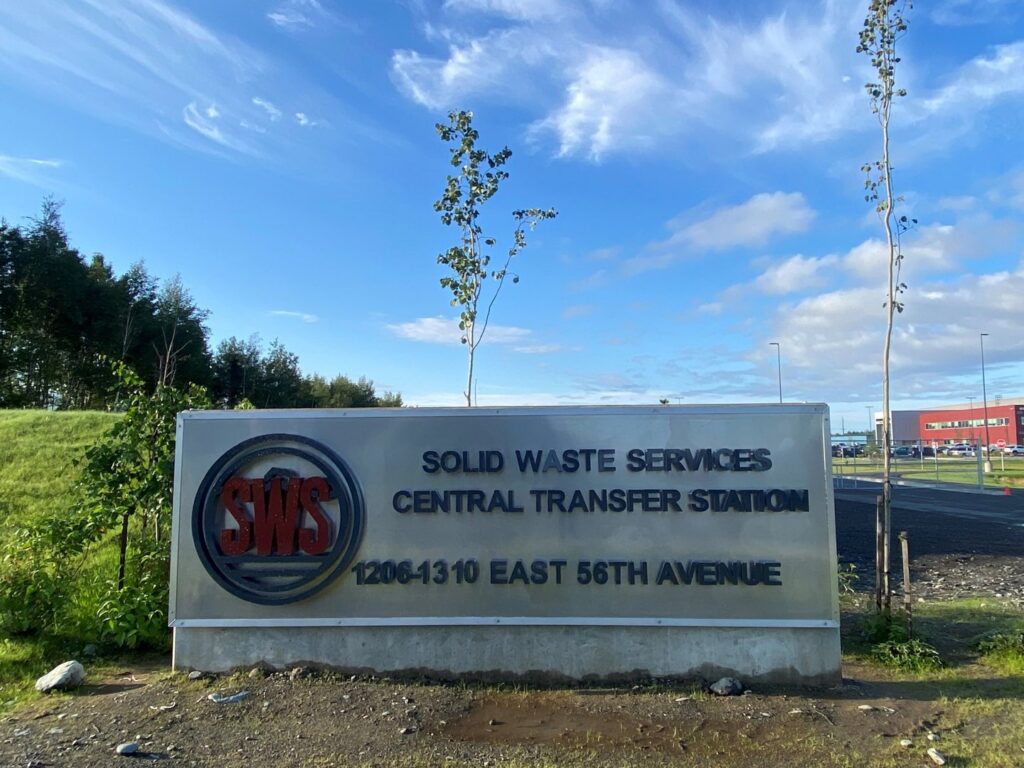 SWS
SOLID WASTE SERVICES
CENTRAL TRANSFER STATION
1206-1310 EAST 56TH AVENUE